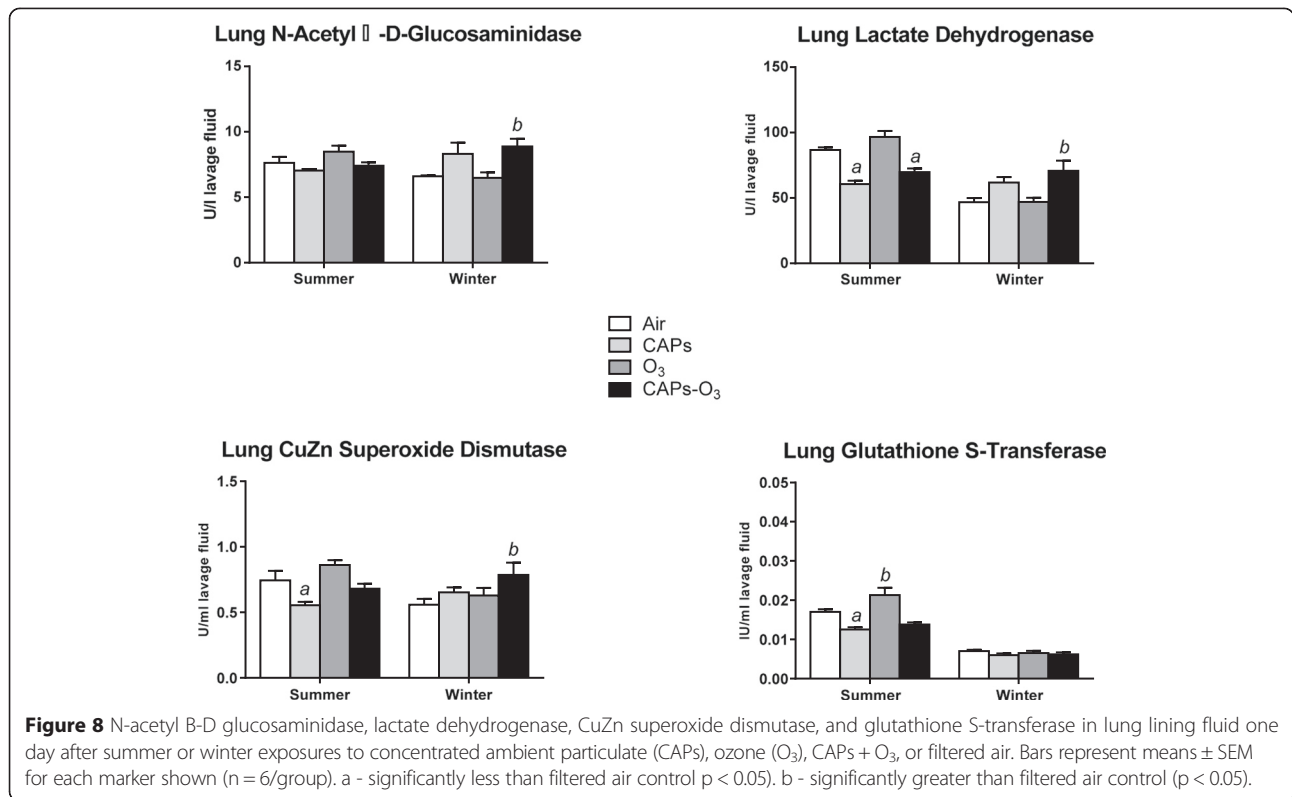 Lung N-Acetyl ▯ -D-Glucosaminidase
15
10
5
0
U/l lavage fluid
b
Summer
Winter
Lung Lactate Dehydrogenase
150
100
50
0
U/l lavage fluid
a
a
b
Summer
Winter
Air
CAPs
O₃
CAPs-O₃
Lung CuZn Superoxide Dismutase
1.5
1.0
0.5
0.0
U/ml lavage fluid
a
b
Summer
Winter
Lung Glutathione S-Transferase
0.05
0.04
0.03
0.02
0.01
0.00
IU/ml lavage fluid
a
b
Summer
Winter
Figure 8 N-acetyl B-D glucosaminidase, lactate dehydrogenase, CuZn superoxide dismutase, and glutathione S-transferase in lung lining fluid one
day after summer or winter exposures to concentrated ambient particulate (CAPs), ozone (O₃), CAPs + O₃, or filtered air. Bars represent means ± SEM
for each marker shown (n = 6/group). a - significantly less than filtered air control p < 0.05). b - significantly greater than filtered air control (p < 0.05).